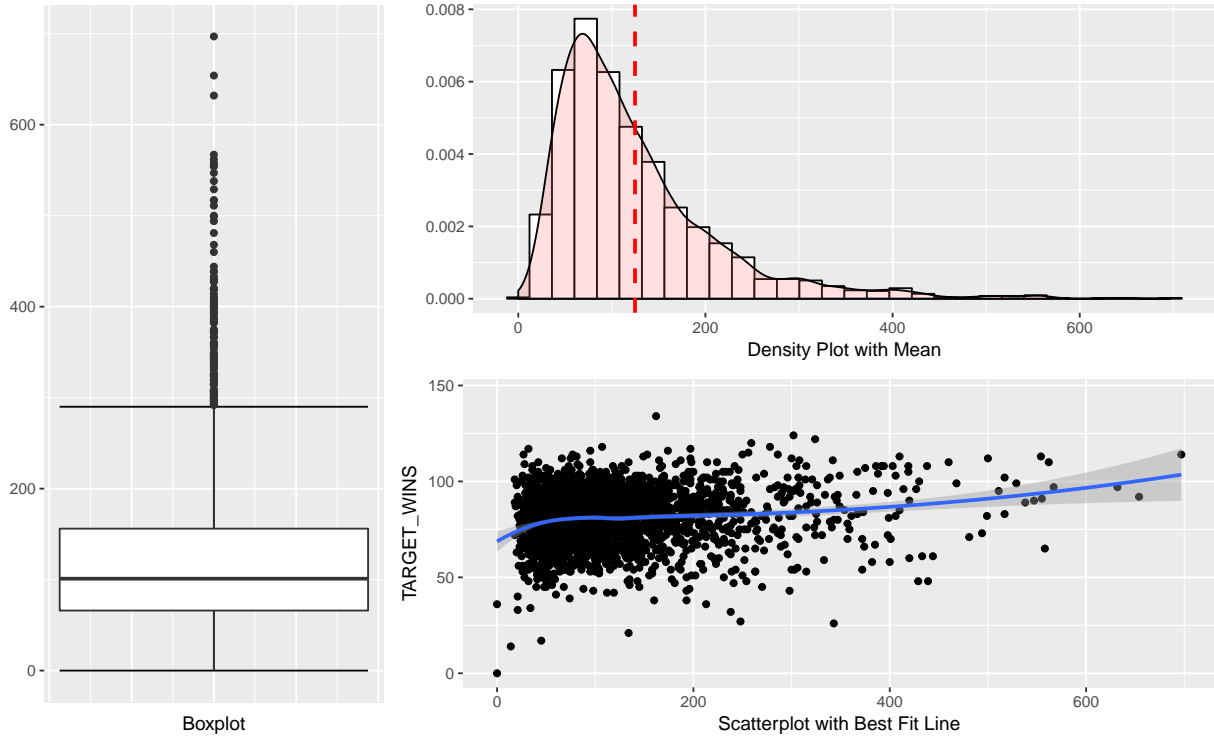 600
400
200
0
Boxplot
0.008
0.006
0.004
0.002
0.000
0 200 400 600
Density Plot with Mean
TARGET_WINS
150
100
50
0
0 200 400 600
Scatterplot with Best Fit Line